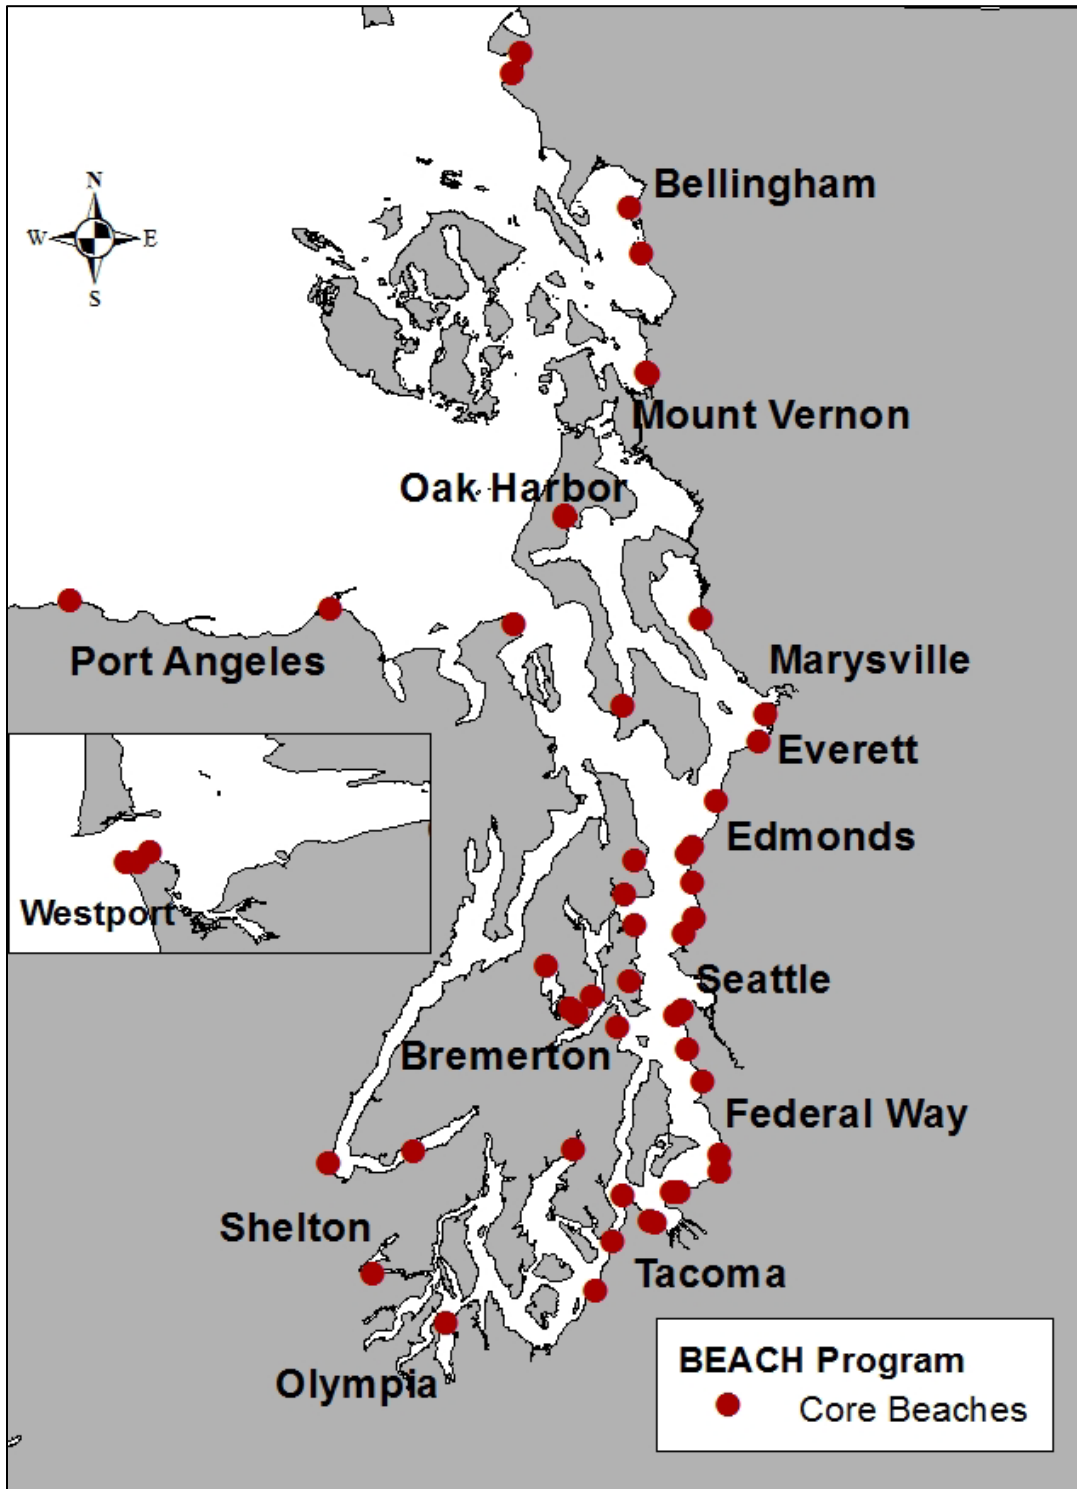 Bellingham
N
W
E
S
Mount Vernon
Oak Harbor
Port Angeles
Marysville
Everett
Edmonds
Westport
Seattle
Bremerton
Federal Way
Shelton
Tacoma
Olympia
BEACH Program
Core Beaches